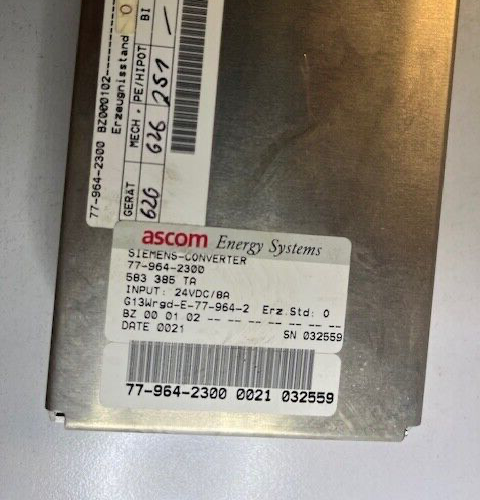 77-964-2300 BZ000102----------
Erzeugnisstand 0
GERÄT MECH. PE/HIPOT BI
626 626 251 /
ascom Energy Systems
SIEMENS-CONVERTER
77-964-2300
583 385 TA
INPUT: 24VDC/8A
G13Wrgd-E-77-964-2 Erz.Std: 0
BZ 00 01 02 -- -- -- -- -- -- -- --
DATE 0021 SN 032559
77-964-2300 0021 032559